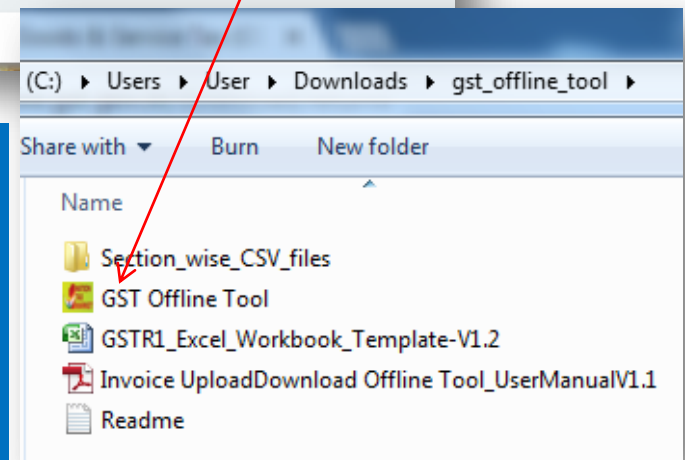 (C:) ▸ Users ▸ User ▸ Downloads ▸ gst_offline_tool ▸
Share with ▾ Burn New folder
Name
Section_wise_CSV_files
GST Offline Tool
GSTR1_Excel_Workbook_Template-V1.2
Invoice UploadDownload Offline Tool_UserManualV1.1
Readme